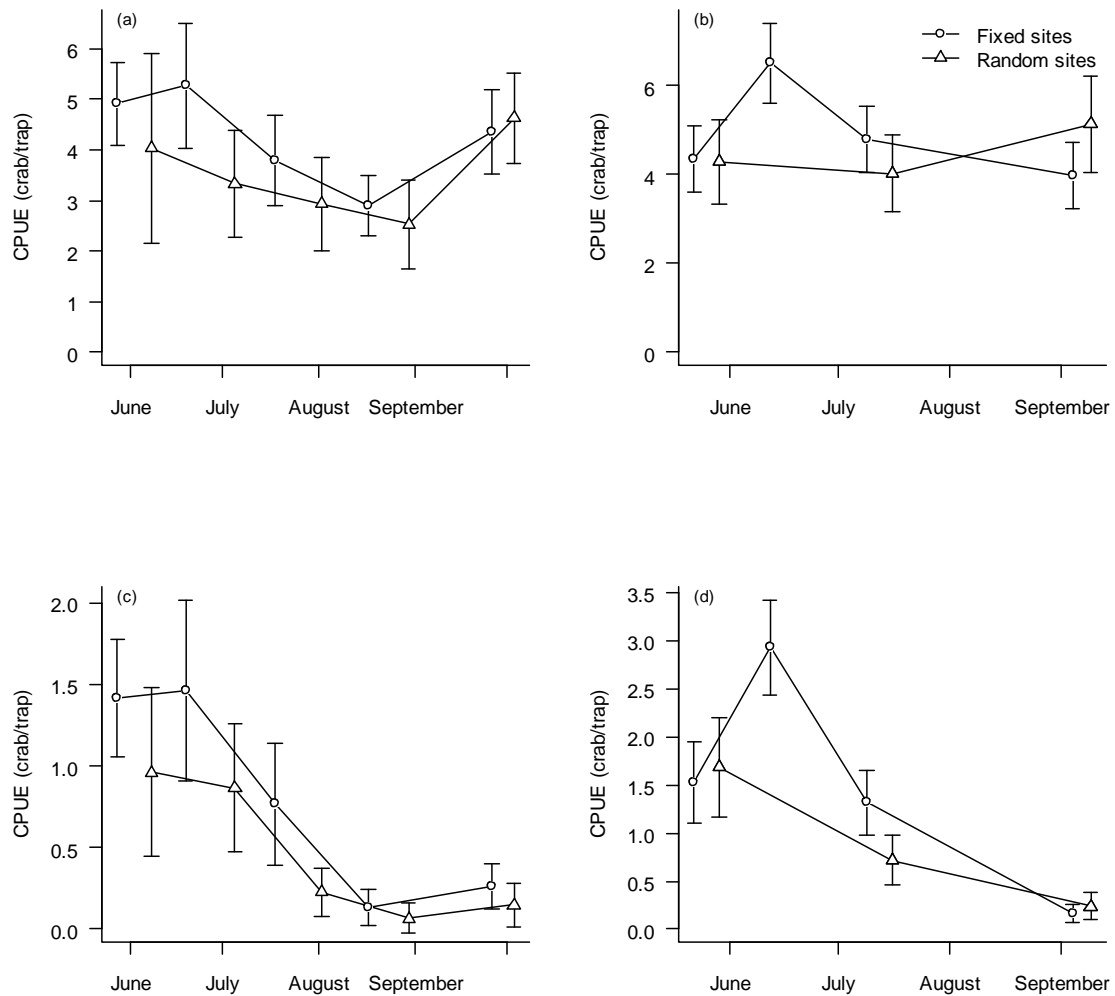 (a)
CPUE (crab/trap)
6
5
4
3
2
1
0
June July August September
(b)
Fixed sites
Random sites
CPUE (crab/trap)
6
4
2
0
June July August September
(c)
CPUE (crab/trap)
2.0
1.5
1.0
0.5
0.0
June July August September
(d)
CPUE (crab/trap)
3.5
3.0
2.5
2.0
1.5
1.0
0.5
0.0
June July August September